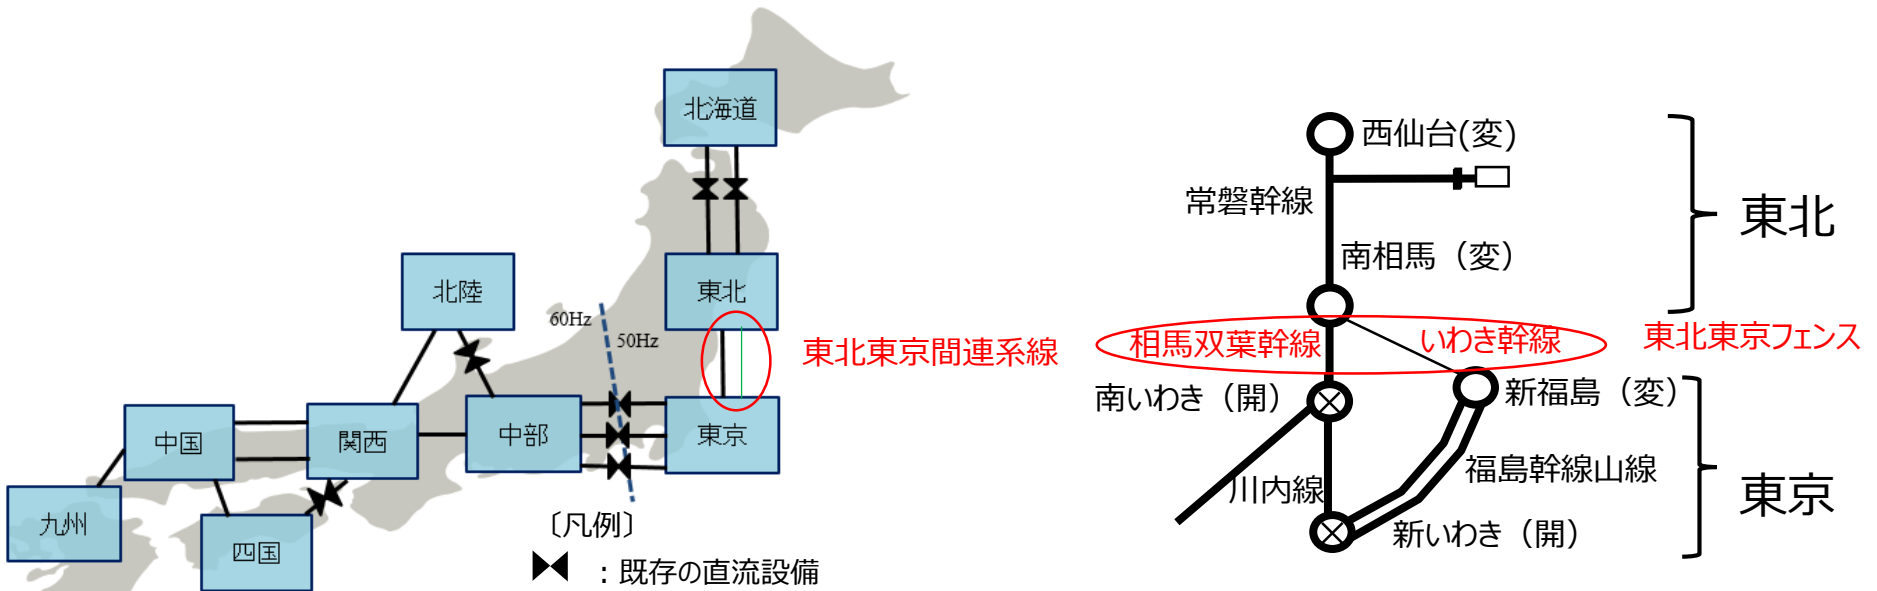 北海道
北陸
東北
60Hz
50Hz
東北東京間連系線
中国
関西
中部
東京
九州
四国
〔凡例〕
：既存の直流設備
西仙台(変)
常磐幹線
南相馬（変）
東北
相馬双葉幹線
いわき幹線
東北東京フェンス
南いわき（開）
新福島（変）
川内線
福島幹線山線
東京
新いわき（開）